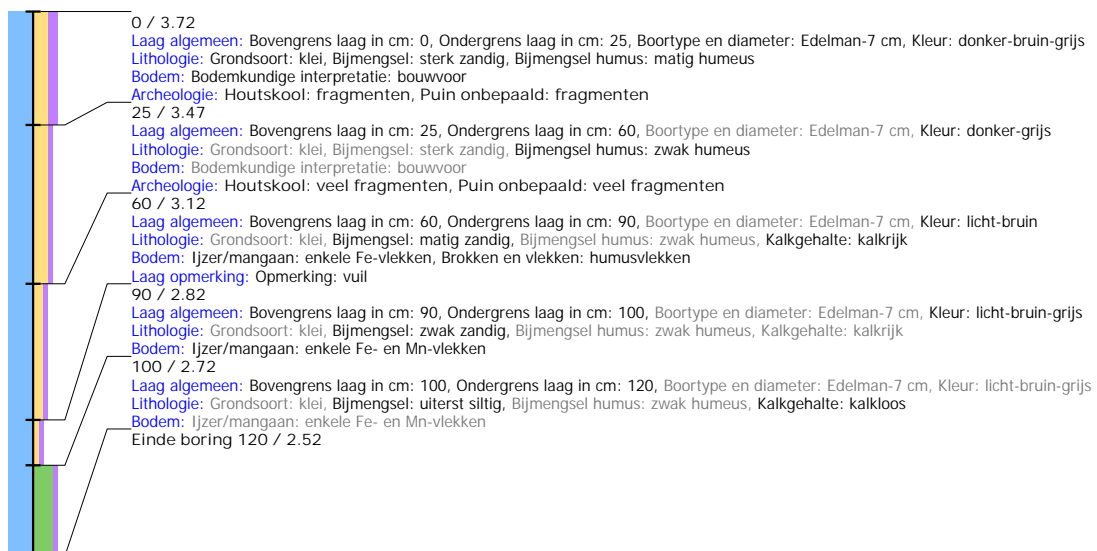 0 / 3.72
Laag algemeen: Bovengrens laag in cm: 0, Ondergrens laag in cm: 25, Boortype en diameter: Edelman-7 cm, Kleur: donker-bruin-grijs
Lithologie: Grondsoort: klei, Bijmengsel: sterk zandig, Bijmengsel humus: matig humeus
Bodem: Bodemkundige interpretatie: bouwvoor
Archeologie: Houtskool: fragmenten, Puin onbepaald: fragmenten
25 / 3.47
Laag algemeen: Bovengrens laag in cm: 25, Ondergrens laag in cm: 60, Boortype en diameter: Edelman-7 cm, Kleur: donker-grijs
Lithologie: Grondsoort: klei, Bijmengsel: sterk zandig, Bijmengsel humus: zwak humeus
Bodem: Bodemkundige interpretatie: bouwvoor
Archeologie: Houtskool: veel fragmenten, Puin onbepaald: veel fragmenten
60 / 3.12
Laag algemeen: Bovengrens laag in cm: 60, Ondergrens laag in cm: 90, Boortype en diameter: Edelman-7 cm, Kleur: licht-bruin
Lithologie: Grondsoort: klei, Bijmengsel: matig zandig, Bijmengsel humus: zwak humeus, Kalkgehalte: kalkrijk
Bodem: Ijzer/mangaan: enkele Fe-vlekken, Brokken en vlekken: humusvlekken
Laag opmerking: Opmerking: vuil
90 / 2.82
Laag algemeen: Bovengrens laag in cm: 90, Ondergrens laag in cm: 100, Boortype en diameter: Edelman-7 cm, Kleur: licht-bruin-grijs
Lithologie: Grondsoort: klei, Bijmengsel: zwak zandig, Bijmengsel humus: zwak humeus, Kalkgehalte: kalkrijk
Bodem: Ijzer/mangaan: enkele Fe- en Mn-vlekken
100 / 2.72
Laag algemeen: Bovengrens laag in cm: 100, Ondergrens laag in cm: 120, Boortype en diameter: Edelman-7 cm, Kleur: licht-bruin-grijs
Lithologie: Grondsoort: klei, Bijmengsel: uiterst siltig, Bijmengsel humus: zwak humeus, Kalkgehalte: kalkloos
Bodem: Ijzer/mangaan: enkele Fe- en Mn-vlekken
Einde boring 120 / 2.52